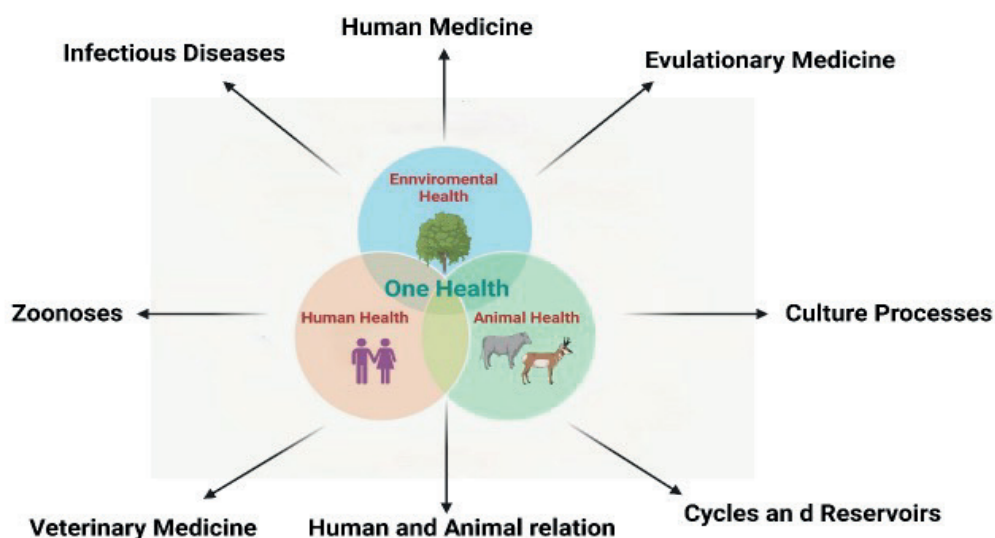 Human Medicine
Infectious Diseases
Evulationary Medicine
Ennviromental
Health
One Health
Human Health
Animal Health
Zoonoses
Culture Processes
Veterinary Medicine
Human and Animal relation
Cycles an d Reservoirs